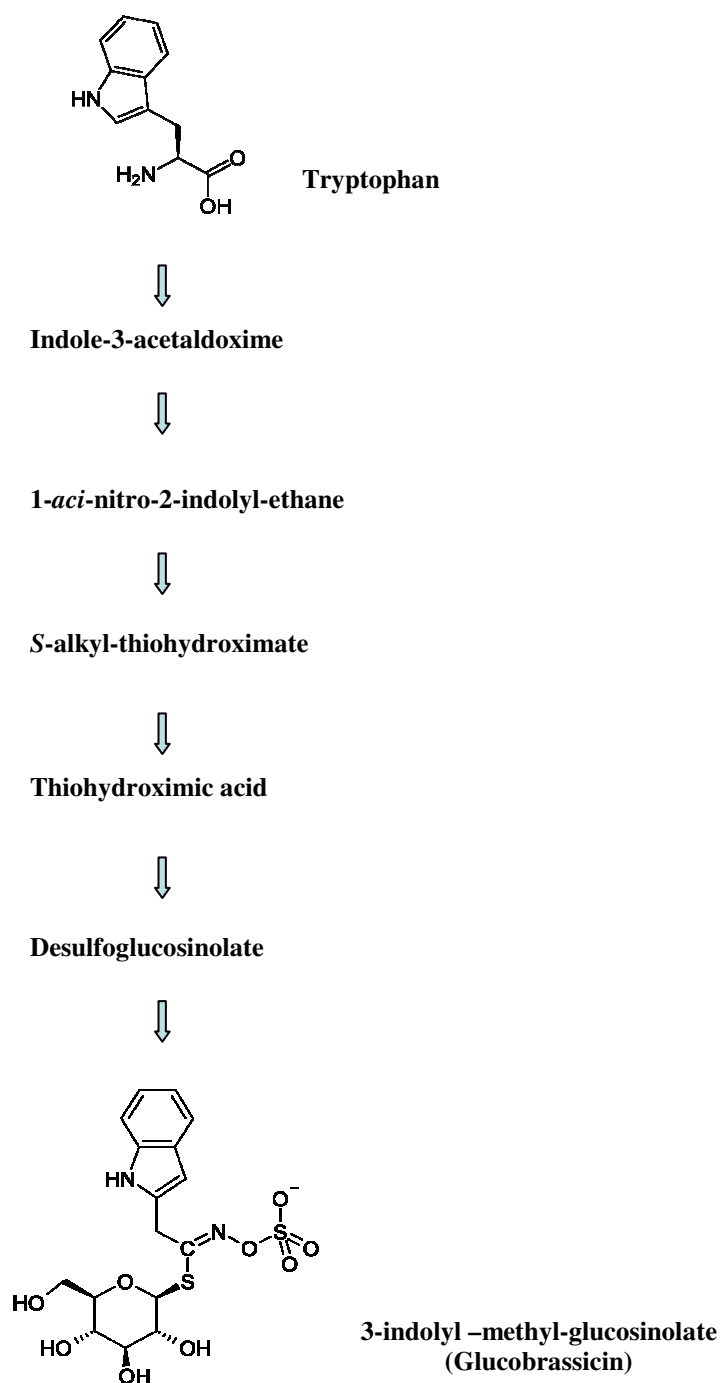 HN
H₂N
O
OH
Tryptophan
Indole-3-acetaldoxime
1-aci-nitro-2-indolyl-ethane
S-alkyl-thiohydroximate
Thiohydroximic acid
Desulfoglucosinolate
HN
O⁻
C N O S O
O
S
HO O
HO OH
OH
3-indolyl –methyl-glucosinolate
(Glucobrassicin)